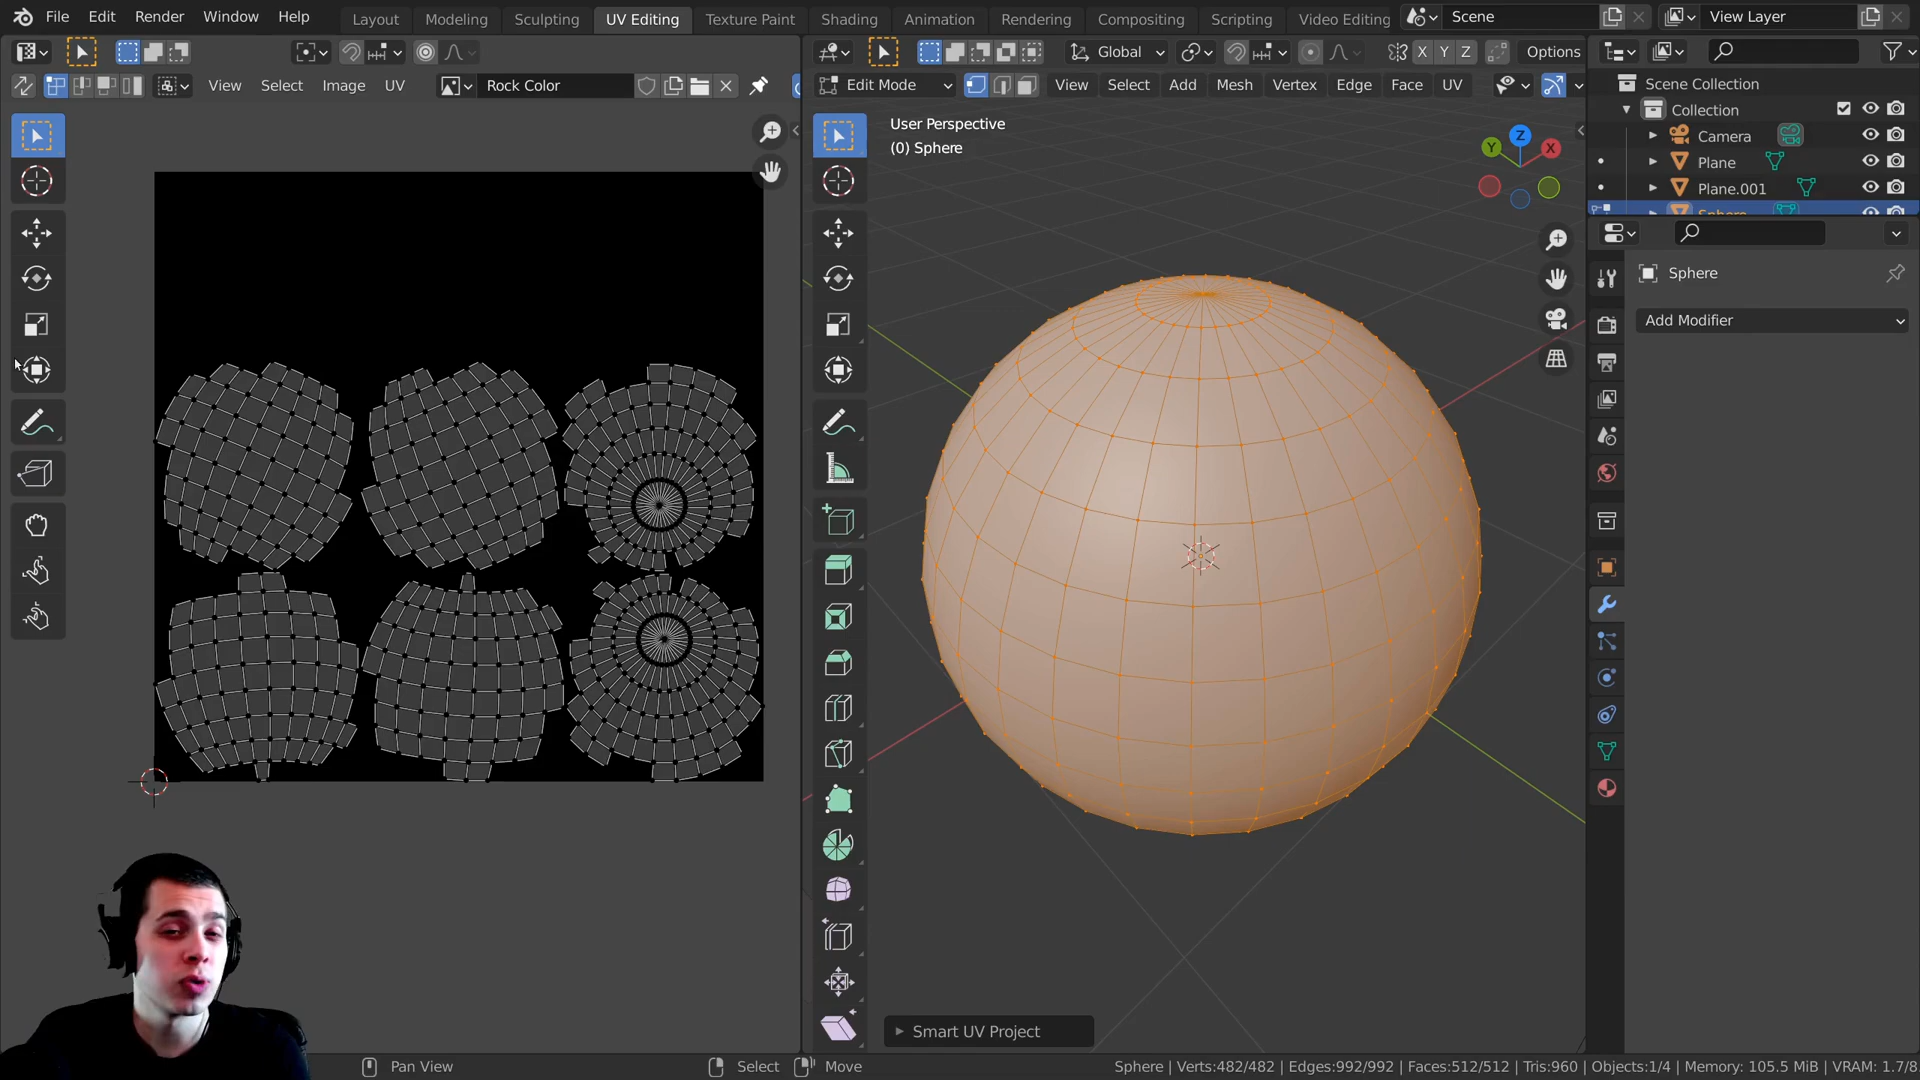 File Edit Render Window Help Layout Modeling Sculpting UV Editing Texture Paint Shading Animation Rendering Compositing Scripting Video Editing Scene View Layer
Global X Y Z Options
View Select Image UV Rock Color Edit Mode View Select Add Mesh Vertex Edge Face UV Scene Collection
Collection
User Perspective
(0) Sphere
Z
Y X
Camera
Plane
Plane.001
Sphere
Sphere
Add Modifier
Smart UV Project
Pan View Select Move Sphere | Verts:482/482 | Edges:992/992 | Faces:512/512 | Tris:960 | Objects:1/4 | Memory: 105.5 MiB | VRAM: 1.7/8